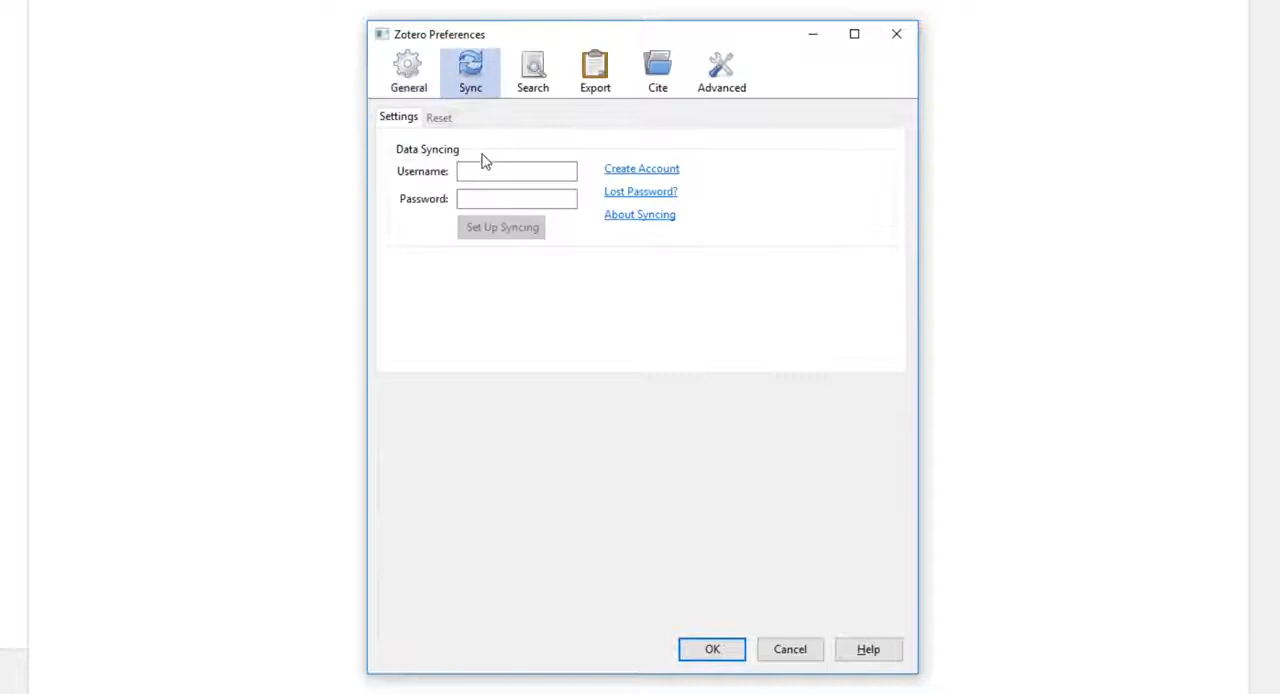 Zotero Preferences
General Sync Search Export Cite Advanced
Settings Reset
Data Syncing
Username: Create Account
Password: Lost Password?
About Syncing
Set Up Syncing
OK Cancel Help